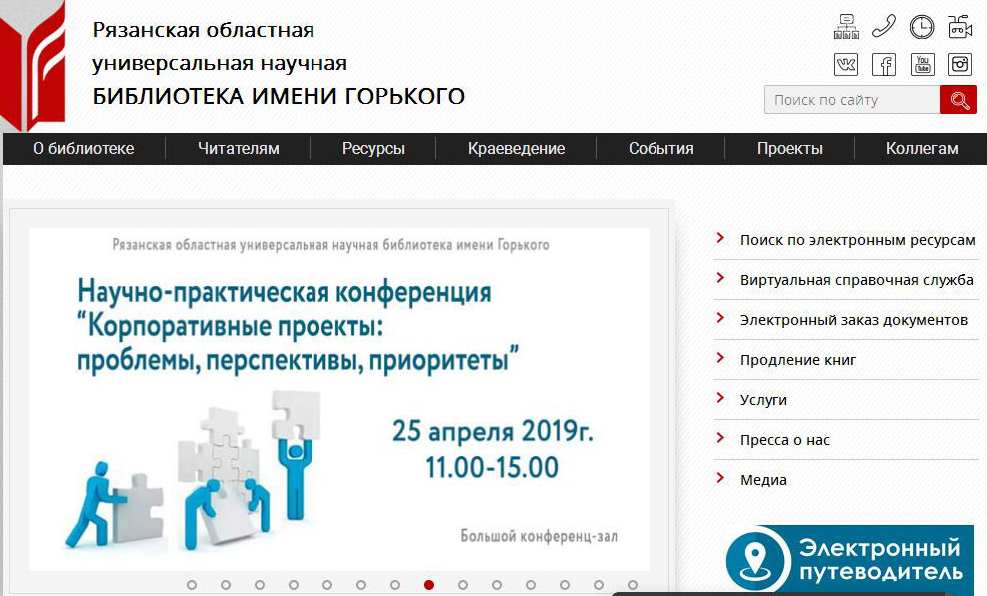 Рязанская областная
универсальная научная
БИБЛИОТЕКА ИМЕНИ ГОРЬКОГО
You
Tube
Поиск по сайту
О библиотеке
Читателям
Ресурсы
Краеведение
События
Проекты
Коллегам
Рязанская областная универсальная научная библиотека имени Горького
Научно-практическая конференция
“Корпоративные проекты:
проблемы, перспективы, приоритеты”
25 апреля 2019г.
11.00-15.00
Большой конференц-зал
Поиск по электронным ресурсам
Виртуальная справочная служба
Электронный заказ документов
Продление книг
Услуги
Пресса о нас
Медиа
Электронный
путеводитель